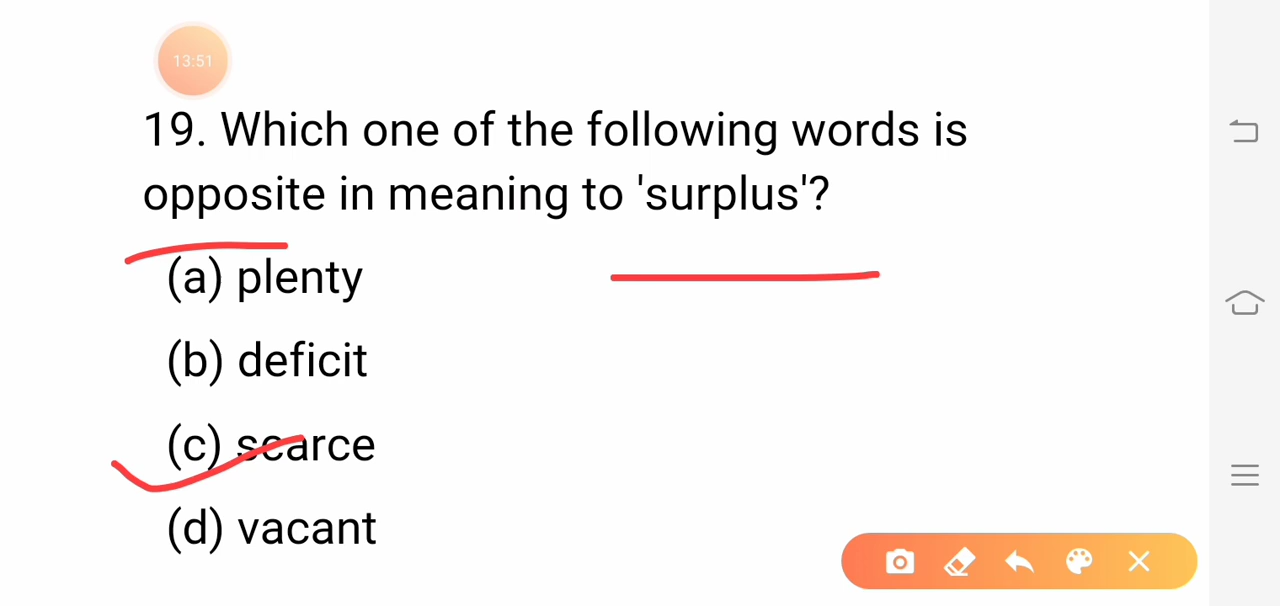 13:51
19. Which one of the following words is
opposite in meaning to 'surplus'?
(a) plenty
(b) deficit
(c) scarce
(d) vacant